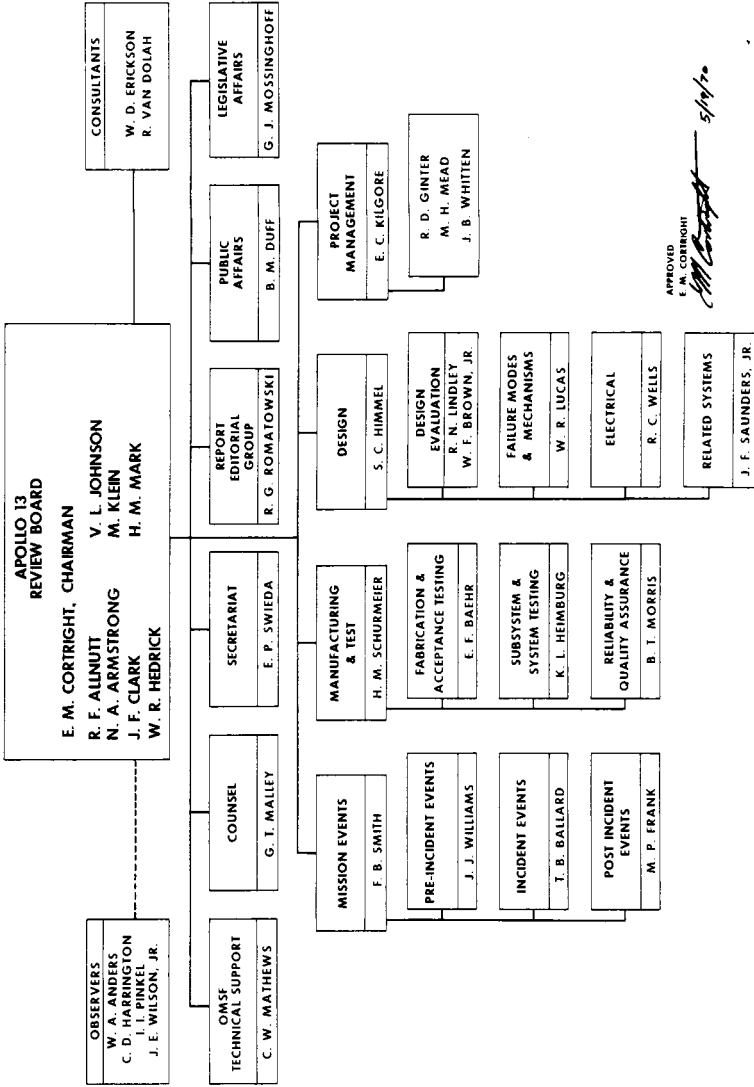 APOLLO 13
REVIEW BOARD
E. M. CORTRIGHT, CHAIRMAN
R. F. ALLNUTT
N. A. ARMSTRONG
J. F. CLARK
W. R. HEDRICK
V. L. JOHNSON
M. KLEIN
H. M. MARK
OBSERVERS
W. A. ANDERS
C. D. HARRINGTON
I. I. PINKEL
J. E. WILSON, JR.
CONSULTANTS
W. D. ERICKSON
R. VAN DOLAH
OMSF
TECHNICAL SUPPORT
C. W. MATHEWS
COUNSEL
G. T. MALLEY
SECRETARIAT
E. P. SWIEDA
REPORT
EDITORIAL
GROUP
R. G. ROMATOWSKI
PUBLIC
AFFAIRS
B. M. DUFF
LEGISLATIVE
AFFAIRS
G. J. MOSSINGHOFF
MISSION EVENTS
F. B. SMITH
PRE-INCIDENT EVENTS
J. J. WILLIAMS
INCIDENT EVENTS
T. B. BALLARD
POST INCIDENT
EVENTS
M. P. FRANK
MANUFACTURING
& TEST
H. M. SCHURMEIER
FABRICATION &
ACCEPTANCE TESTING
E. F. BAEHR
SUBSYSTEM &
SYSTEM TESTING
K. L. HEIMBURG
RELIABILITY &
QUALITY ASSURANCE
B. T. MORRIS
DESIGN
S. C. HIMMEL
DESIGN
EVALUATION
R. N. LINDLEY
W. F. BROWN, JR.
FAILURE MODES
& MECHANISMS
W. R. LUCAS
ELECTRICAL
R. C. WELLS
RELATED SYSTEMS
J. F. SAUNDERS, JR.
PROJECT
MANAGEMENT
E. C. KILGORE
R. D. GINTER
M. H. MEAD
J. B. WHITTEN
APPROVED
E. M. CORTRIGHT